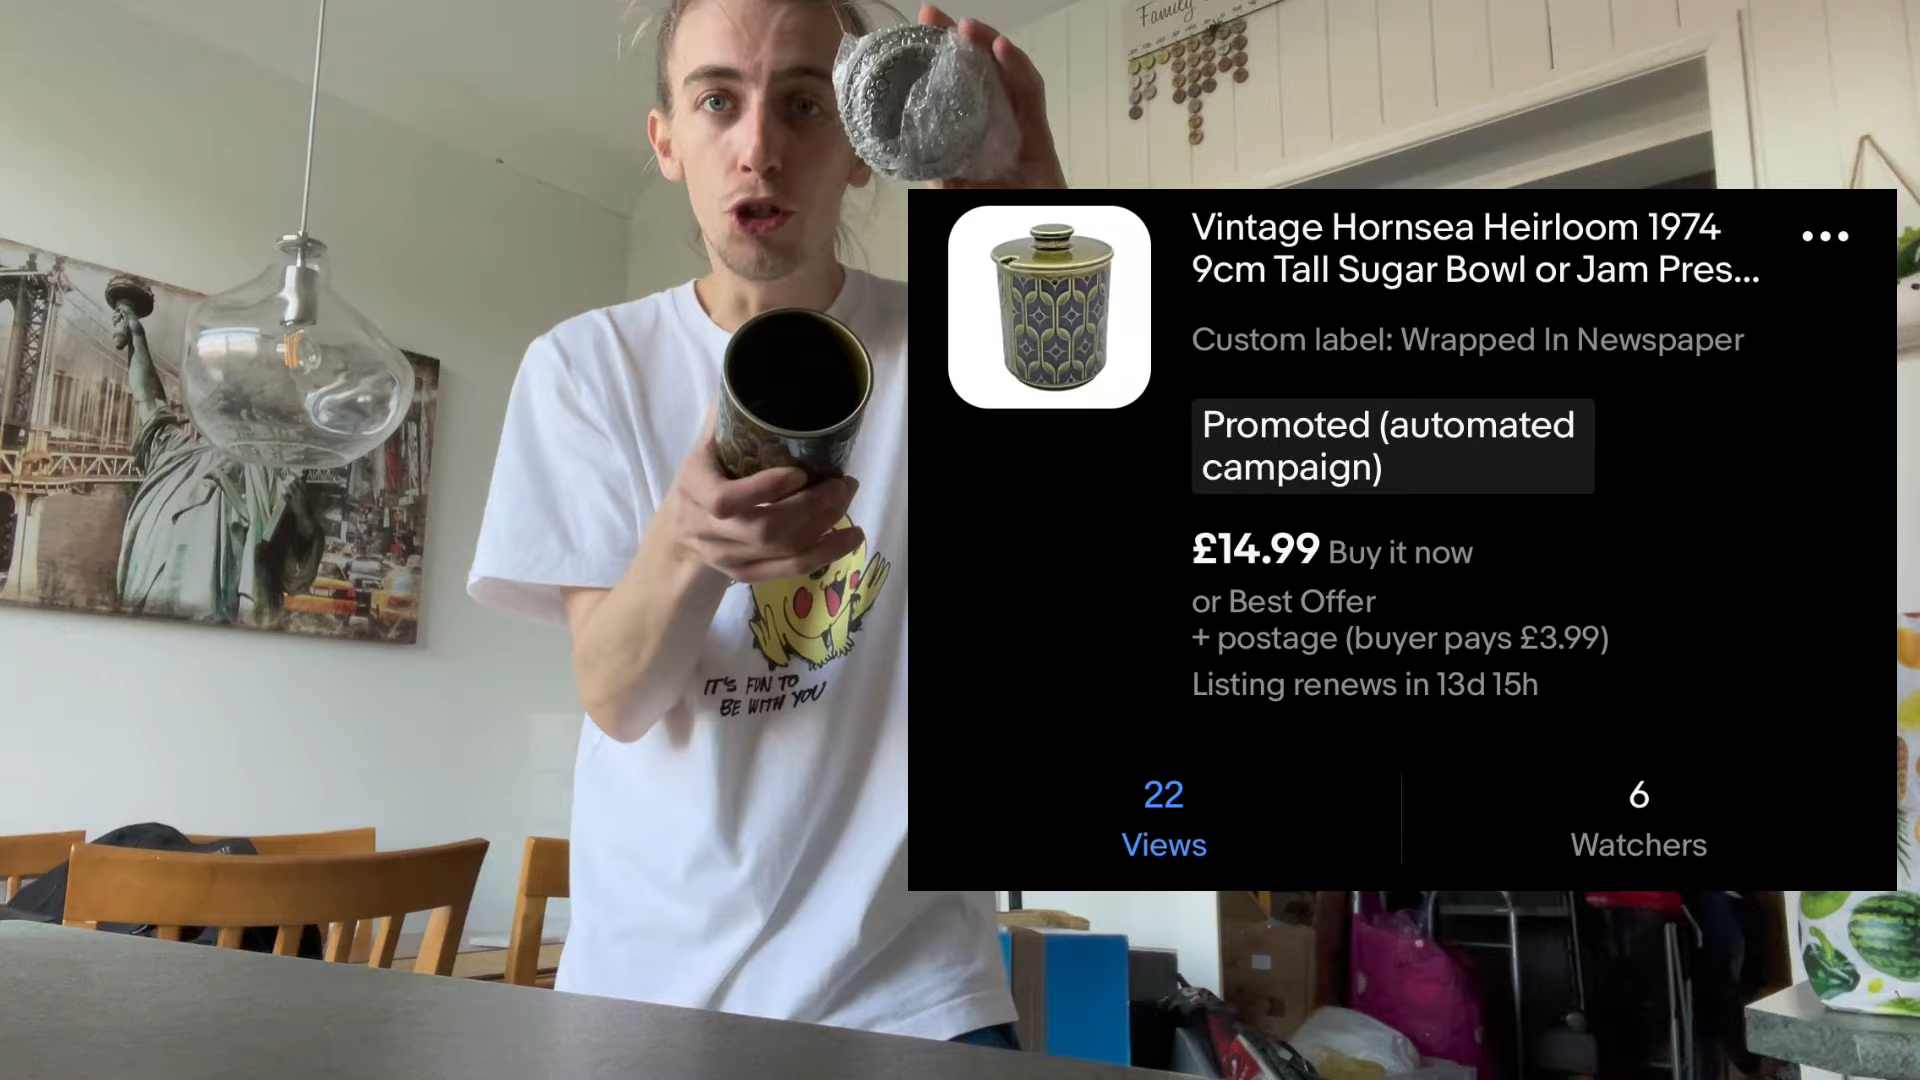 Family
Vintage Hornsea Heirloom 1974
9cm Tall Sugar Bowl or Jam Pres...
Custom label: Wrapped In Newspaper
Promoted (automated
campaign)
£14.99 Buy it now
or Best Offer
+ postage (buyer pays £3.99)
Listing renews in 13d 15h
22
Views
6
Watchers
IT'S FUN TO
BE WITH YOU